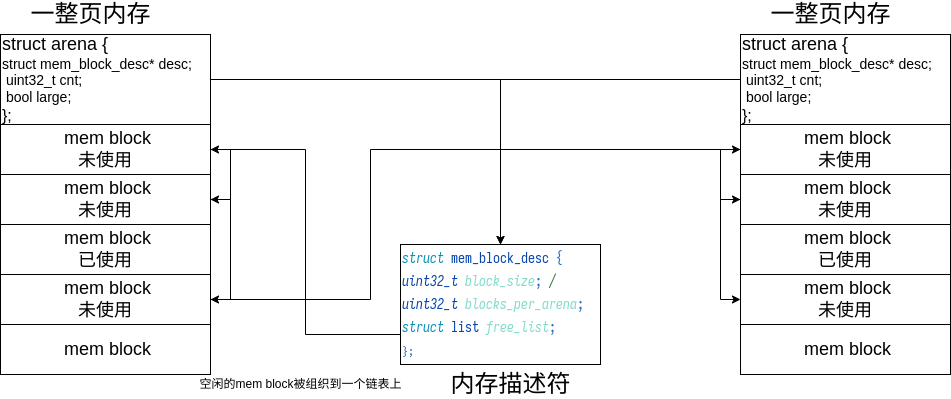 一整页内存
一整页内存
struct arena {
struct mem_block_desc* desc;
uint32_t cnt;
bool large;
};
mem block
未使用
mem block
未使用
mem block
已使用
mem block
未使用
mem block
struct mem_block_desc {
uint32_t block_size; /
uint32_t blocks_per_arena;
struct list free_list;
};
内存描述符
空闲的mem block被组织到一个链表上
struct arena {
struct mem_block_desc* desc;
uint32_t cnt;
bool large;
};
mem block
未使用
mem block
未使用
mem block
已使用
mem block
未使用
mem block